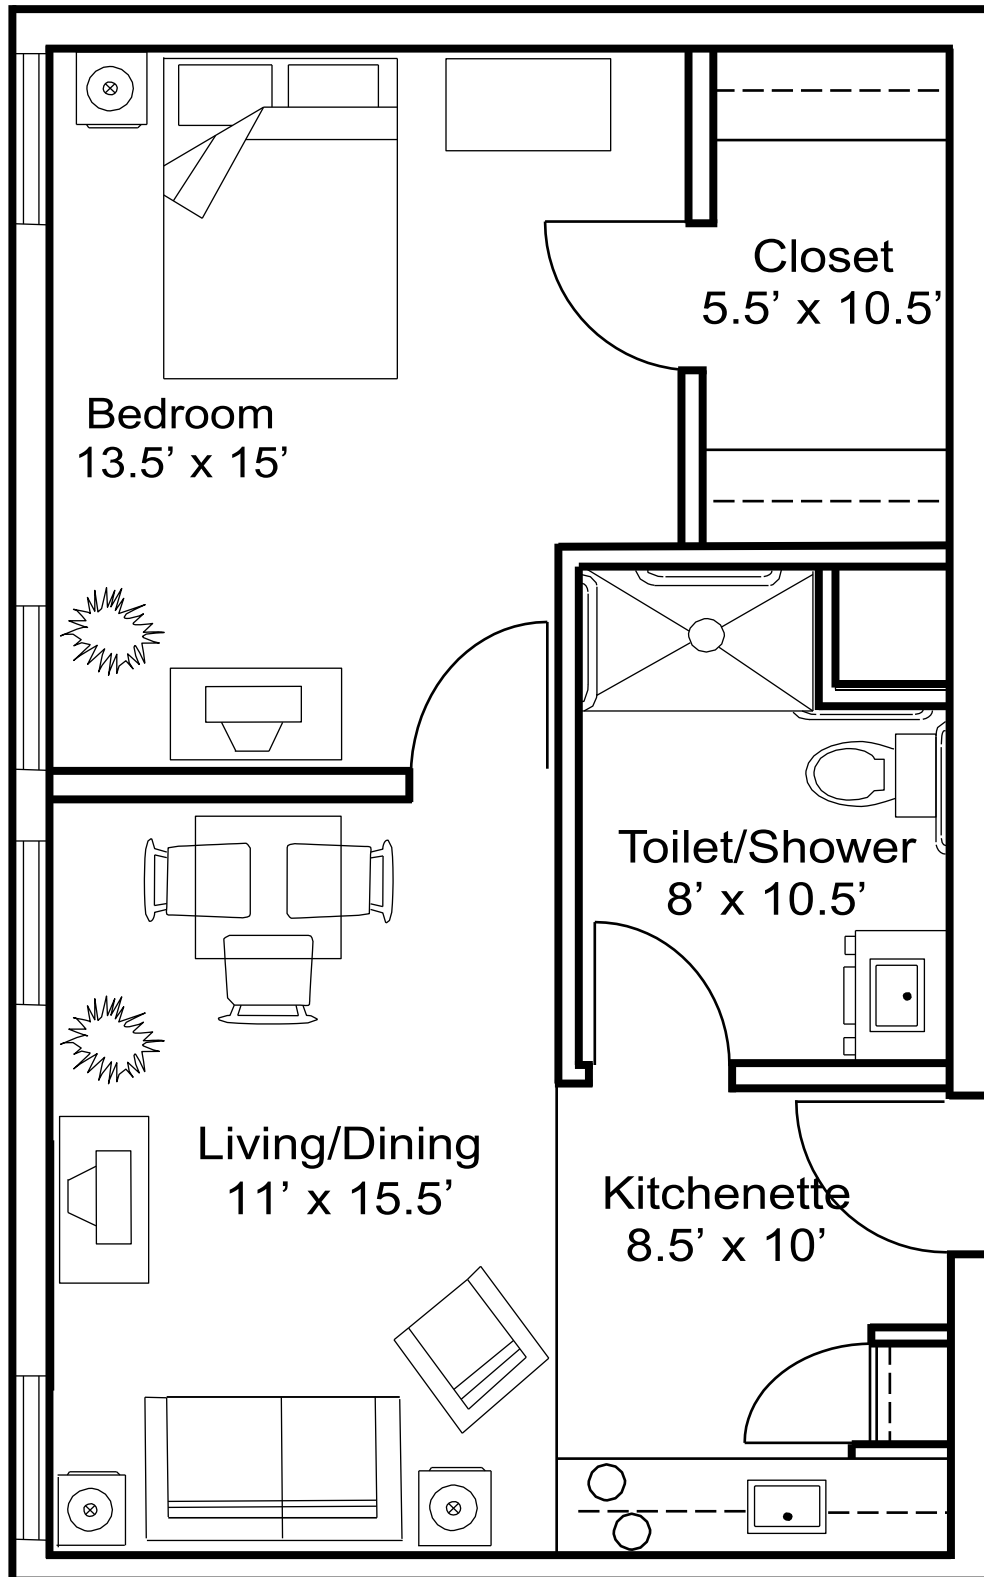 Closet
5.5’ x 10.5’
Bedroom
13.5’ x 15’
Toilet/Shower
8’ x 10.5’
Living/Dining
11’ x 15.5’
Kitchenette
8.5’ x 10’